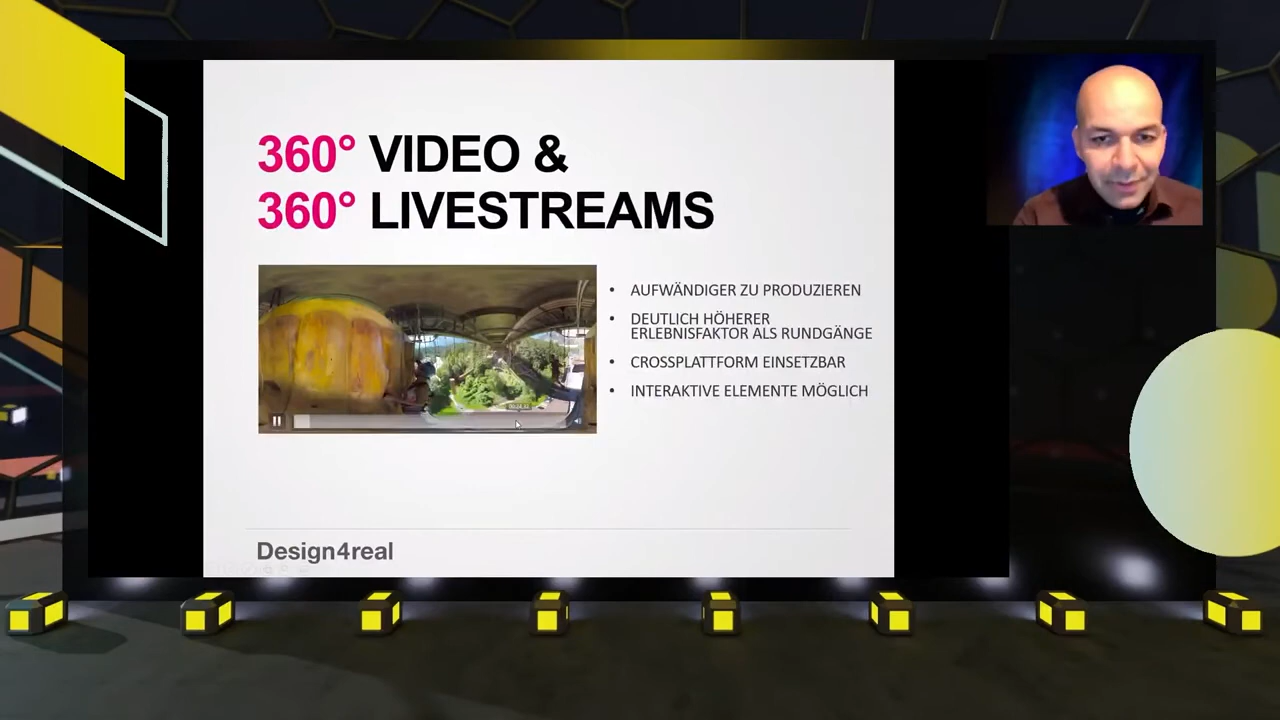 360° VIDEO &
360° LIVESTREAMS
• AUFWÄNDIGER ZU PRODUZIEREN
• DEUTLICH HÖHERER
ERLEBNISFAKTOR ALS RUNDGÄNGE
• CROSSPLATTFORM EINSETZBAR
• INTERAKTIVE ELEMENTE MÖGLICH
Design4real